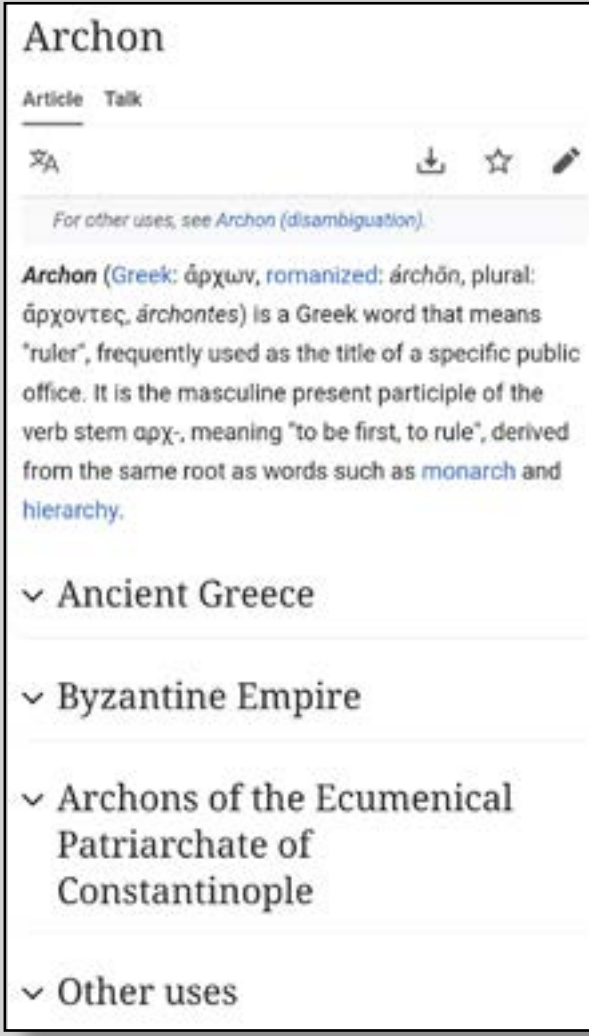 Archon
Article Talk
For other uses, see Archon (disambiguation).
Archon (Greek: ἄρχων, romanized: árchōn, plural:
ἄρχοντες, árchontes) is a Greek word that means
"ruler", frequently used as the title of a specific public
office. It is the masculine present participle of the
verb stem αρχ-, meaning "to be first, to rule", derived
from the same root as words such as monarch and
hierarchy.
Ancient Greece
Byzantine Empire
Archons of the Ecumenical
Patriarchate of
Constantinople
Other uses